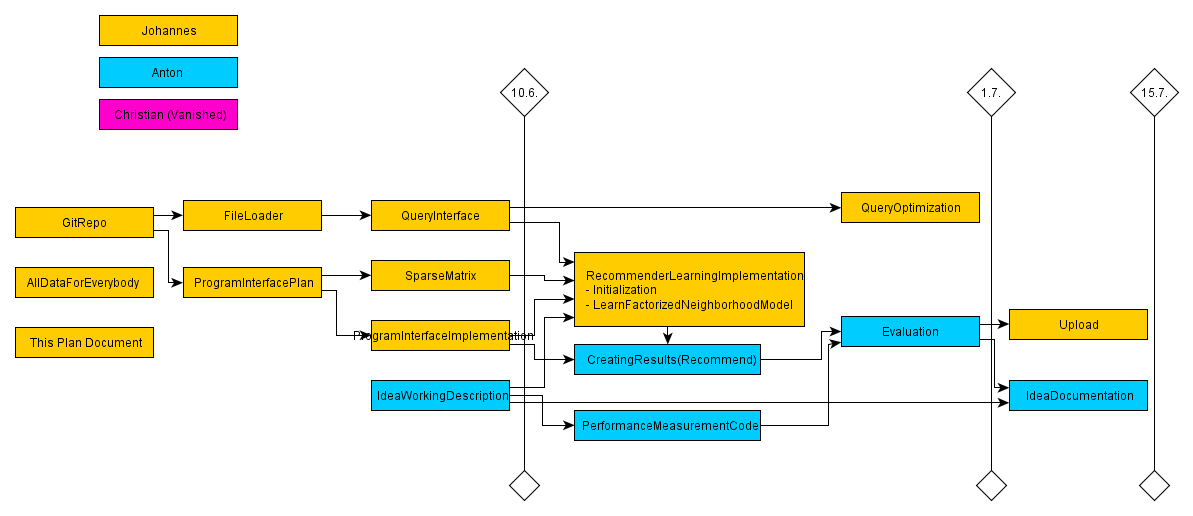 Johannes
Anton
Christian (Vanished)
10.6.
1.7.
15.7.
GitRepo
FileLoader
QueryInterface
QueryOptimization
AllDataForEverybody
ProgramInterfacePlan
SparseMatrix
RecommenderLearningImplementation
- Initialization
- LearnFactorizedNeighborhoodModel
This Plan Document
ProgramInterfaceImplementation
Evaluation
Upload
CreatingResults(Recommend)
IdeaWorkingDescription
IdeaDocumentation
PerformanceMeasurementCode